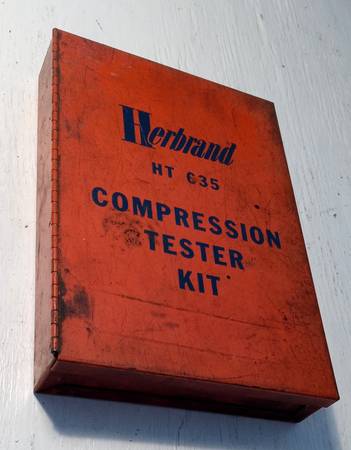 Herbrand
HT 635
COMPRESSION
TESTER
KIT